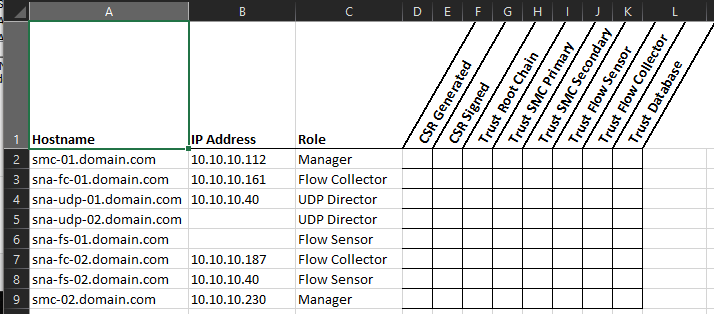 A B C D E F G H I J K L
1 Hostname IP Address Role CSR Generated CSR Signed Trust Root Chain Trust SMC Primary Trust SMC Secondary Trust Flow Sensor Trust Flow Collector Trust Database
2 smc-01.domain.com 10.10.10.112 Manager
3 sna-fc-01.domain.com 10.10.10.161 Flow Collector
4 sna-udp-01.domain.com 10.10.10.40 UDP Director
5 sna-udp-02.domain.com UDP Director
6 sna-fs-01.domain.com Flow Sensor
7 sna-fc-02.domain.com 10.10.10.187 Flow Collector
8 sna-fs-02.domain.com 10.10.10.40 Flow Sensor
9 smc-02.domain.com 10.10.10.230 Manager